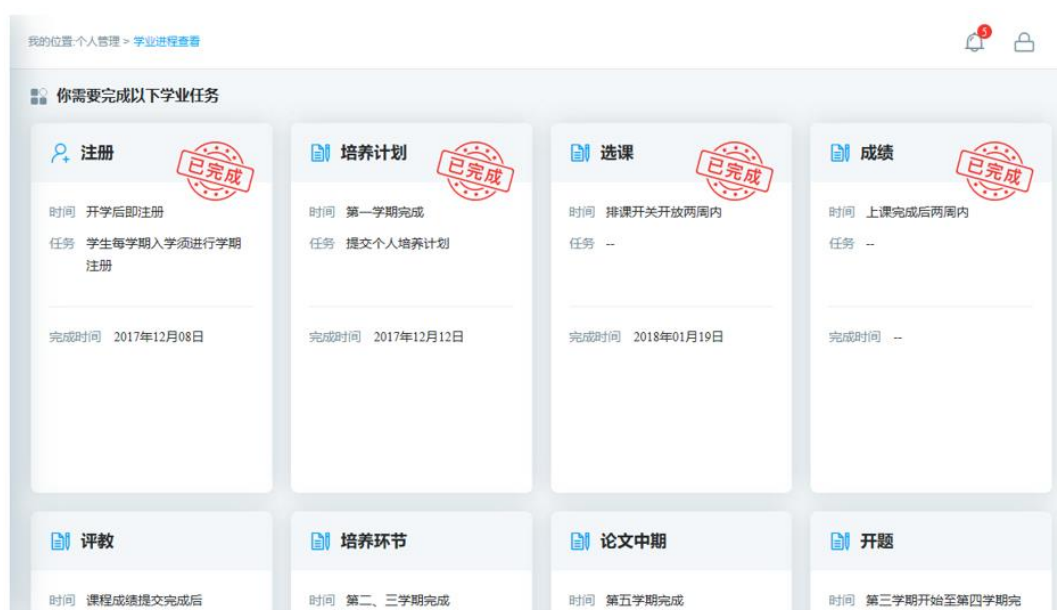 我的位置:个人管理 > 学业进程查看
5
你需要完成以下学业任务
注册
已完成
时间 开学后即注册
任务 学生每学期入学须进行学期
注册
完成时间 2017年12月08日
培养计划
已完成
时间 第一学期完成
任务 提交个人培养计划
完成时间 2017年12月12日
选课
已完成
时间 排课开关开放两周内
任务 --
完成时间 2018年01月19日
成绩
已完成
时间 上课完成后两周内
任务 --
完成时间 --
评教
时间 课程成绩提交完成后
培养环节
时间 第二、三学期完成
论文中期
时间 第五学期完成
开题
时间 第三学期开始至第四学期完